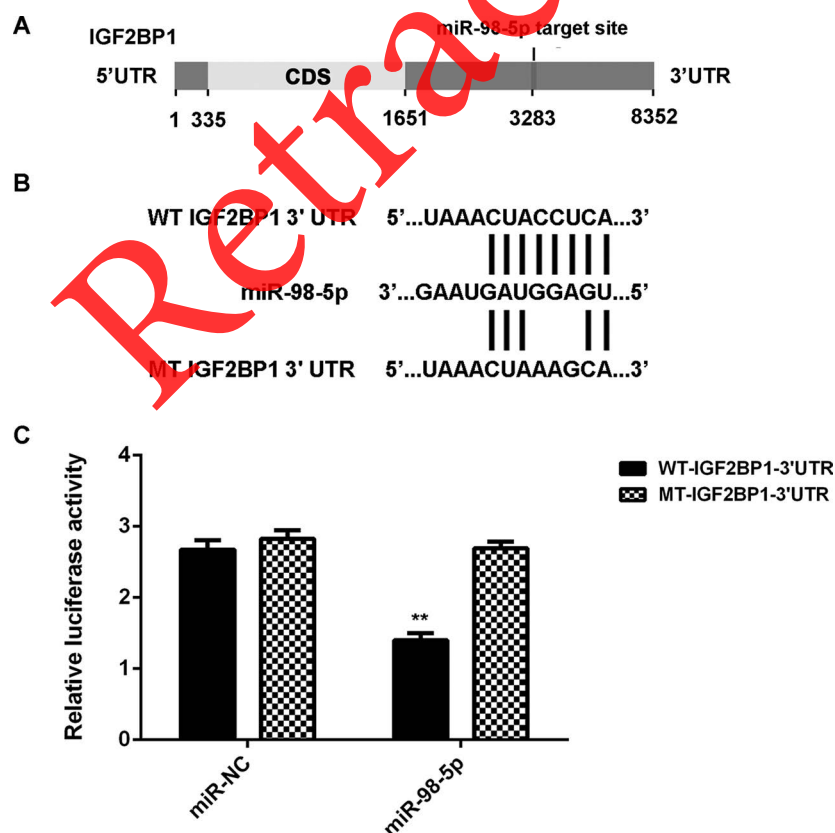 A
IGF2BP1
miR-98-5p target site
5'UTR
CDS
3'UTR
1 335 1651 3283 8352
B
WT IGF2BP1 3' UTR 5'...UAAACUACCUCA...3'
miR-98-5p 3'...GAAUGAUGGAGU...5'
MT IGF2BP1 3' UTR 5'...UAAACUAAAGCA...3'
C
Relative luciferase activity
4
3
2
1
0
**
miR-NC
miR-98-5p
WT-IGF2BP1-3'UTR
MT-IGF2BP1-3'UTR